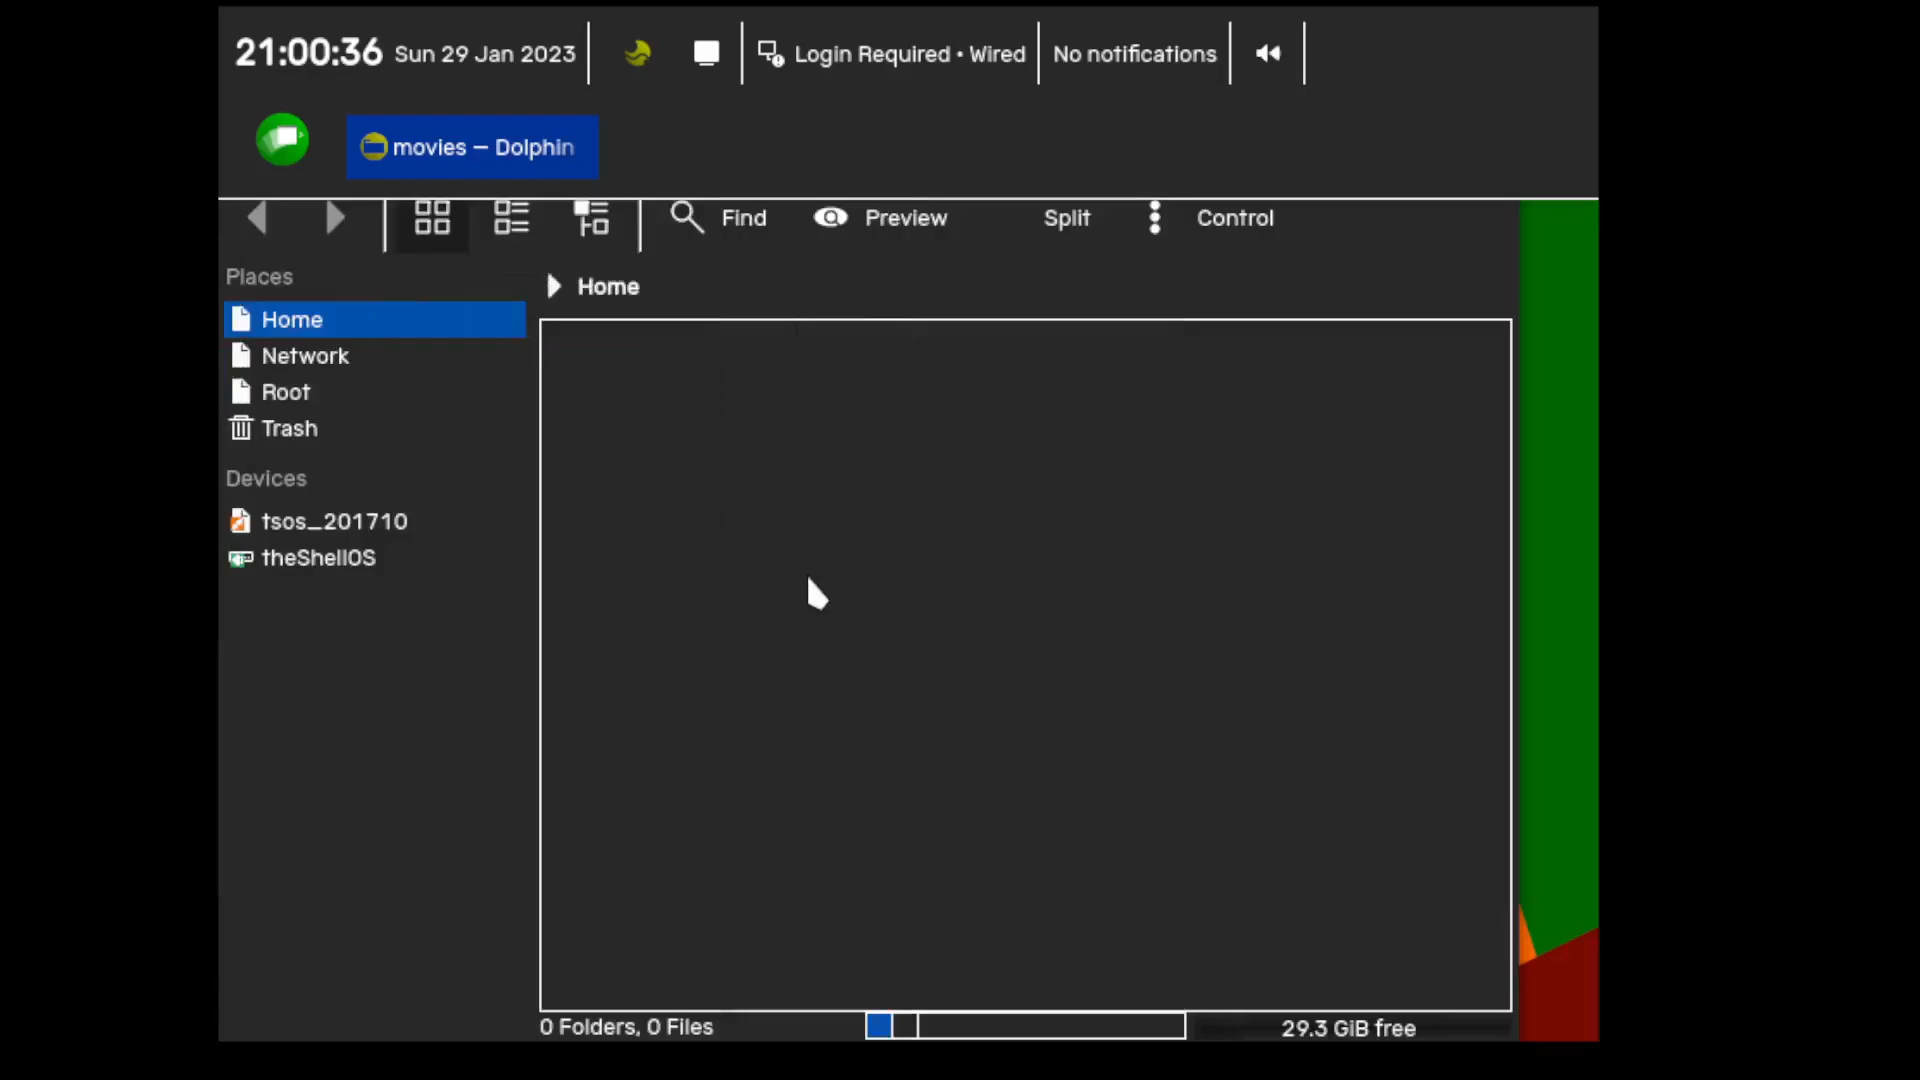 21:00:36 Sun 29 Jan 2023 Login Required • Wired No notifications
movies — Dolphin
Find Preview Split Control
Places
Home
Home
Network
Root
Trash
Devices
tsos_201710
theShellOS
0 Folders, 0 Files 29.3 GiB free